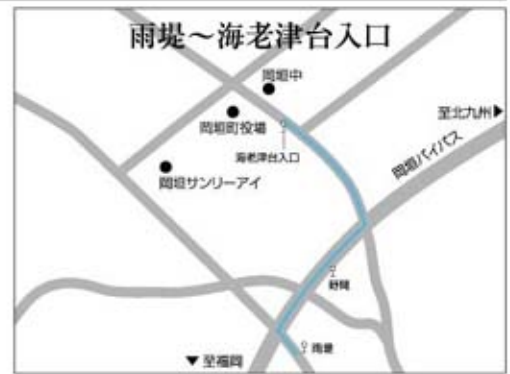 雨堤～海老津台入口
岡垣中
岡垣町役場
至北九州▶
海老津台入口
岡垣バイパス
岡垣サンリーアイ
野間
雨堤
▼至福岡